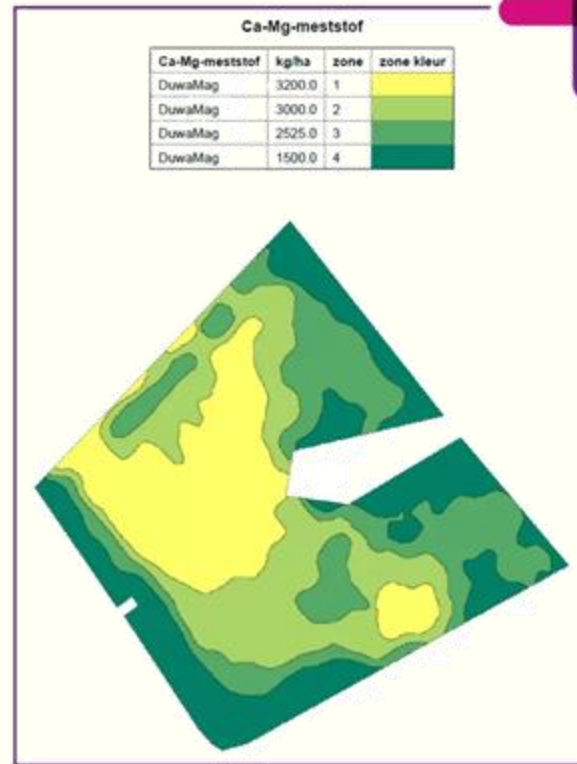 Ca-Mg-meststof
Ca-Mg-meststof kg/ha zone zone kleur
DuwaMag 3200.0 1
DuwaMag 3000.0 2
DuwaMag 2525.0 3
DuwaMag 1500.0 4